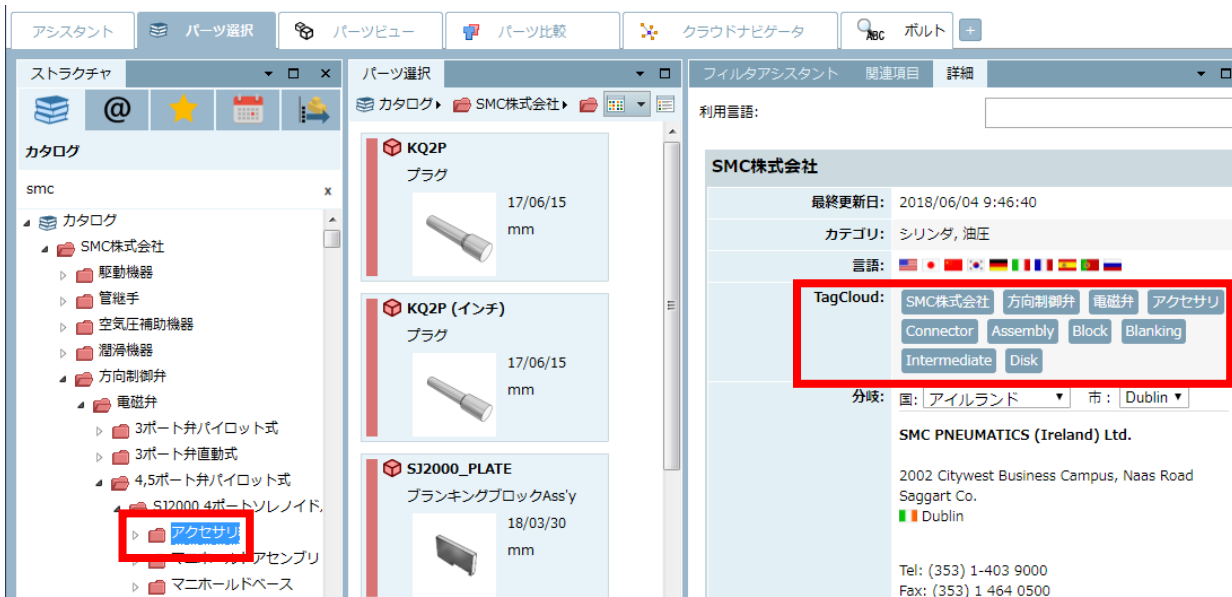 アシスタント
パーツ選択
パーツビュー
パーツ比較
クラウドナビゲータ
ABC ボルト
+
ストラクチャ
@
カタログ
smc x
カタログ
SMC株式会社
駆動機器
管継手
空気圧補助機器
潤滑機器
方向制御弁
電磁弁
3ポート弁パイロット式
3ポート弁直動式
4,5ポート弁パイロット式
SJ2000 4ポートソレノイド
アクセサリ
マニホールドアセンブリ
マニホールドベース
パーツ選択
カタログ SMC株式会社
KQ2P
プラグ
17/06/15
mm
KQ2P (インチ)
プラグ
17/06/15
mm
SJ2000_PLATE
ブランキングブロックAss'y
18/03/30
mm
フィルタアシスタント 関連項目 詳細
利用言語:
SMC株式会社
最終更新日: 2018/06/04 9:46:40
カテゴリ: シリンダ, 油圧
言語:
TagCloud: SMC株式会社 方向制御弁 電磁弁 アクセサリ
Connector Assembly Block Blanking
Intermediate Disk
分岐: 国: アイルランド 市: Dublin
SMC PNEUMATICS (Ireland) Ltd.
2002 Citywest Business Campus, Naas Road
Saggart Co.
Dublin
Tel: (353) 1-403 9000
Fax: (353) 1 464 0500